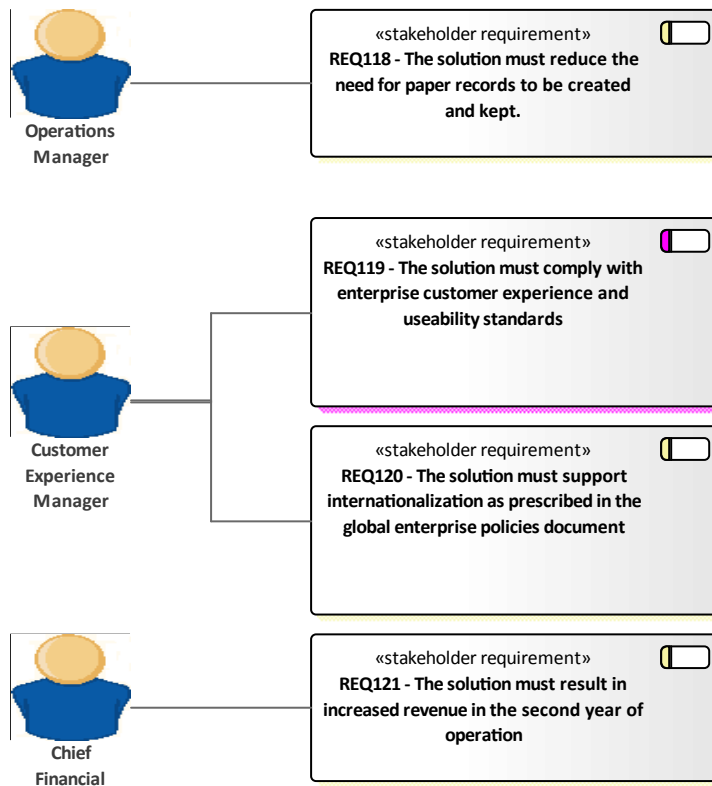 «stakeholder requirement»
REQ118 - The solution must reduce the
need for paper records to be created
and kept.
Operations
Manager
«stakeholder requirement»
REQ119 - The solution must comply with
enterprise customer experience and
useability standards
Customer
Experience
Manager
«stakeholder requirement»
REQ120 - The solution must support
internationalization as prescribed in the
global enterprise policies document
«stakeholder requirement»
REQ121 - The solution must result in
increased revenue in the second year of
operation
Chief
Financial